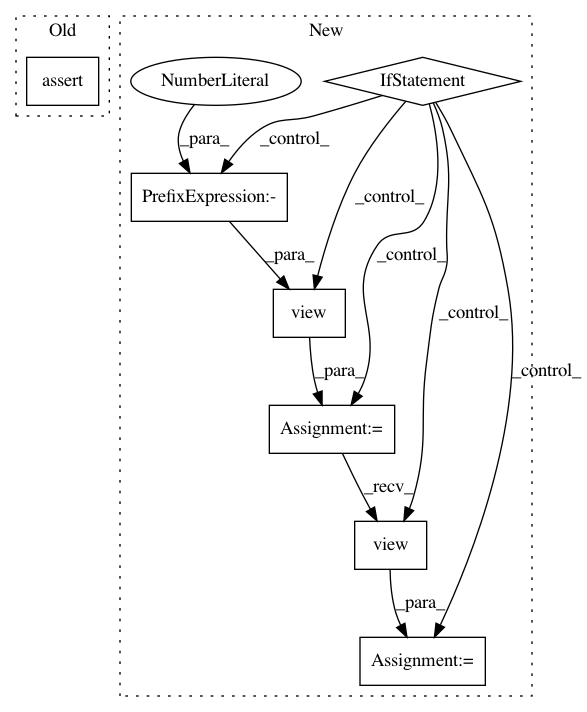 Old
New
assert
NumberLiteral
IfStatement
_para_
_control_
PrefixExpression:-
_control_
_para_
_control_
view
_control_
_para_
_control_
Assignment:=
_recv_
view
_para_
Assignment:=